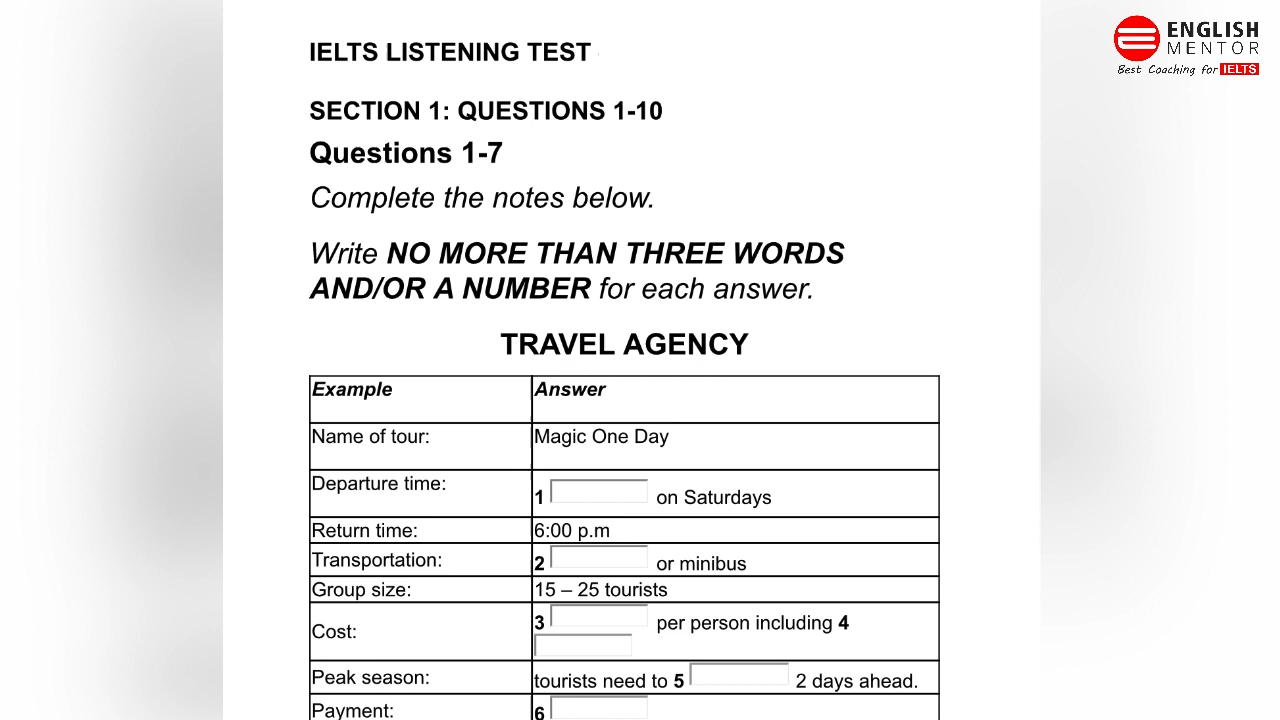 ENGLISH
MENTOR
Best Coaching for IELTS
IELTS LISTENING TEST
SECTION 1: QUESTIONS 1-10
Questions 1-7
Complete the notes below.
Write NO MORE THAN THREE WORDS
AND/OR A NUMBER for each answer.
TRAVEL AGENCY
Example Answer
Name of tour: Magic One Day
Departure time: 1 on Saturdays
Return time: 6:00 p.m
Transportation: 2 or minibus
Group size: 15 – 25 tourists
Cost: 3 per person including 4
Peak season: tourists need to 5 2 days ahead.
Payment: 6